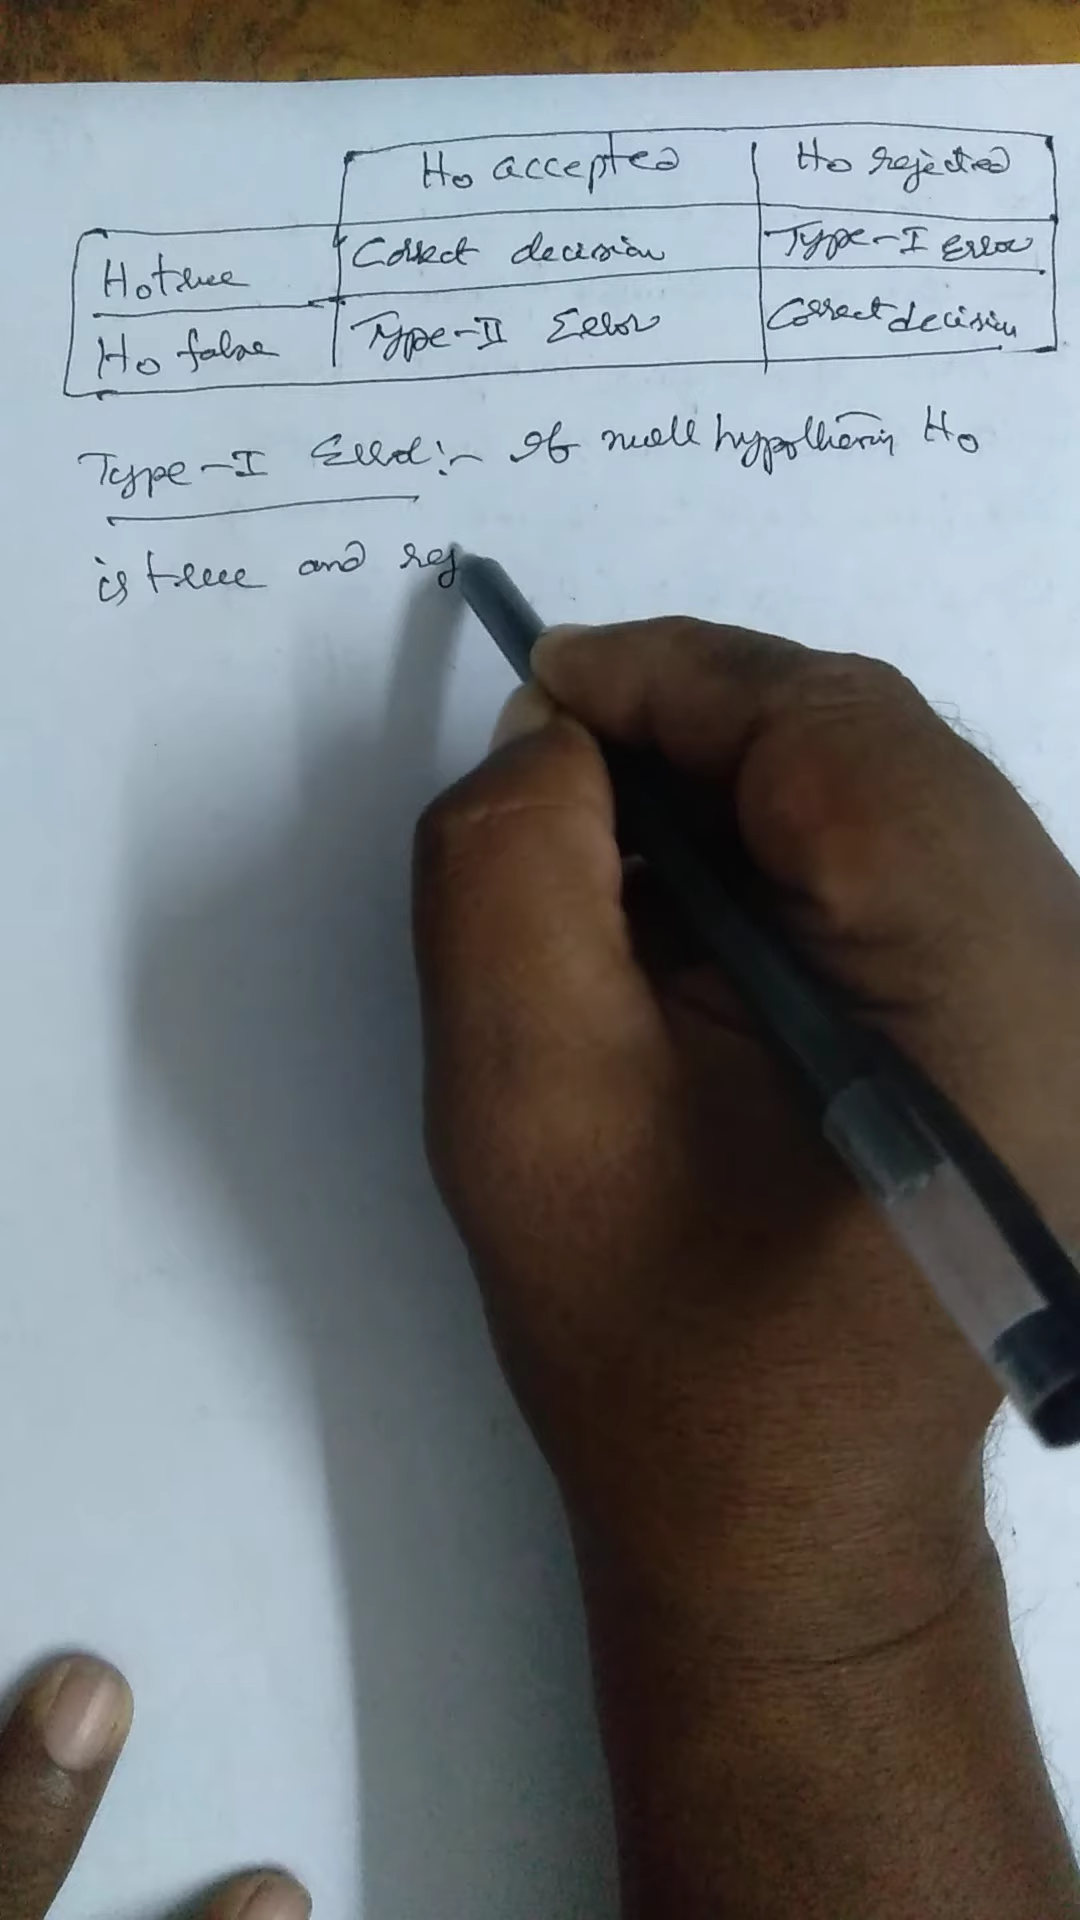 H0 accepted H0 rejected
H0 true Correct decision Type-I Error
H0 false Type-II Error Correct decision
Type-I Error:- If null hypothesis H0
is true and rej